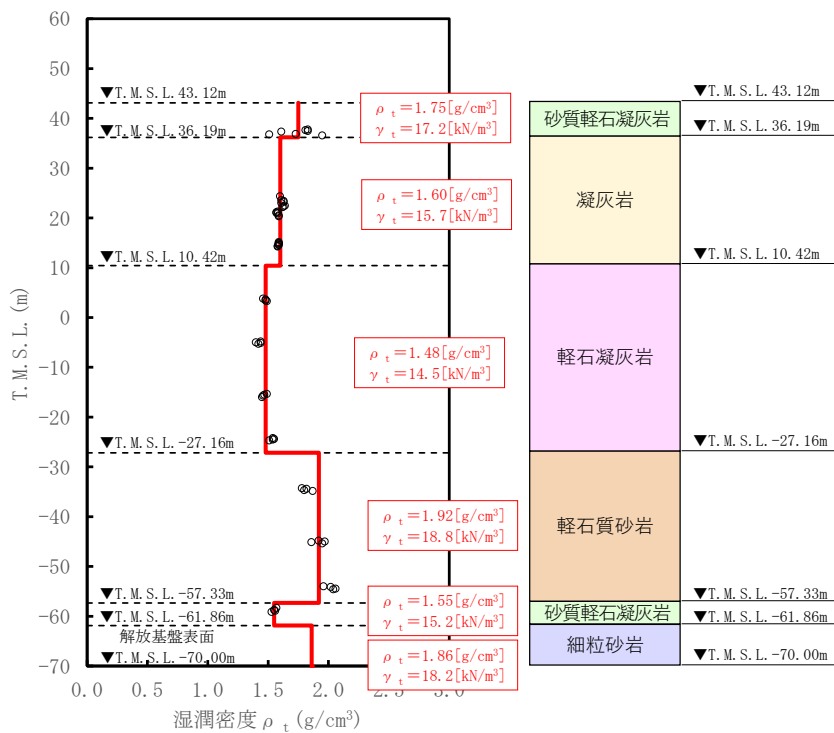 60
50
40
30
20
10
0
-10
-20
-30
-40
-50
-60
-70
T.M.S.L.(m)
▼T.M.S.L.43.12m
▼T.M.S.L.36.19m
▼T.M.S.L.10.42m
▼T.M.S.L.-27.16m
▼T.M.S.L.-57.33m
▼T.M.S.L.-61.86m
解放基盤表面
▼T.M.S.L.-70.00m
0.0 0.5 1.0 1.5 2.0 3.0
湿潤密度ρt(g/cm³)
ρt=1.75[g/cm³]
γt=17.2[kN/m³]
ρt=1.60[g/cm³]
γt=15.7[kN/m³]
ρt=1.48[g/cm³]
γt=14.5[kN/m³]
ρt=1.92[g/cm³]
γt=18.8[kN/m³]
ρt=1.55[g/cm³]
γt=15.2[kN/m³]
ρt=1.86[g/cm³]
γt=18.2[kN/m³]
砂質軽石凝灰岩
凝灰岩
軽石凝灰岩
軽石質砂岩
砂質軽石凝灰岩
細粒砂岩
▼T.M.S.L.43.12m
▼T.M.S.L.36.19m
▼T.M.S.L.10.42m
▼T.M.S.L.-27.16m
▼T.M.S.L.-57.33m
▼T.M.S.L.-61.86m
▼T.M.S.L.-70.00m